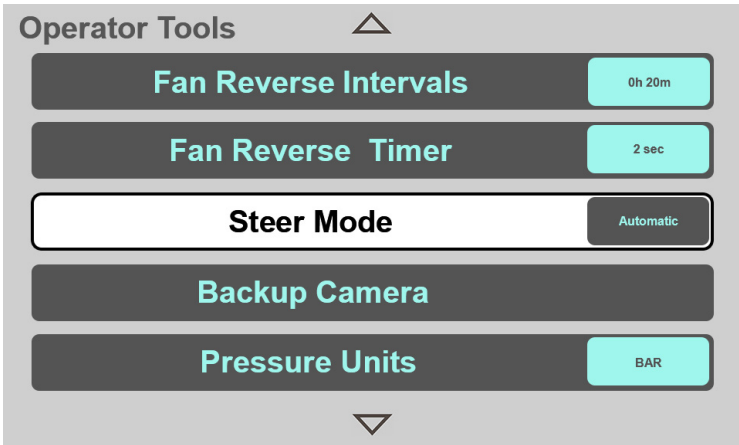 Operator Tools
Fan Reverse Intervals 0h 20m
Fan Reverse Timer 2 sec
Steer Mode Automatic
Backup Camera
Pressure Units BAR